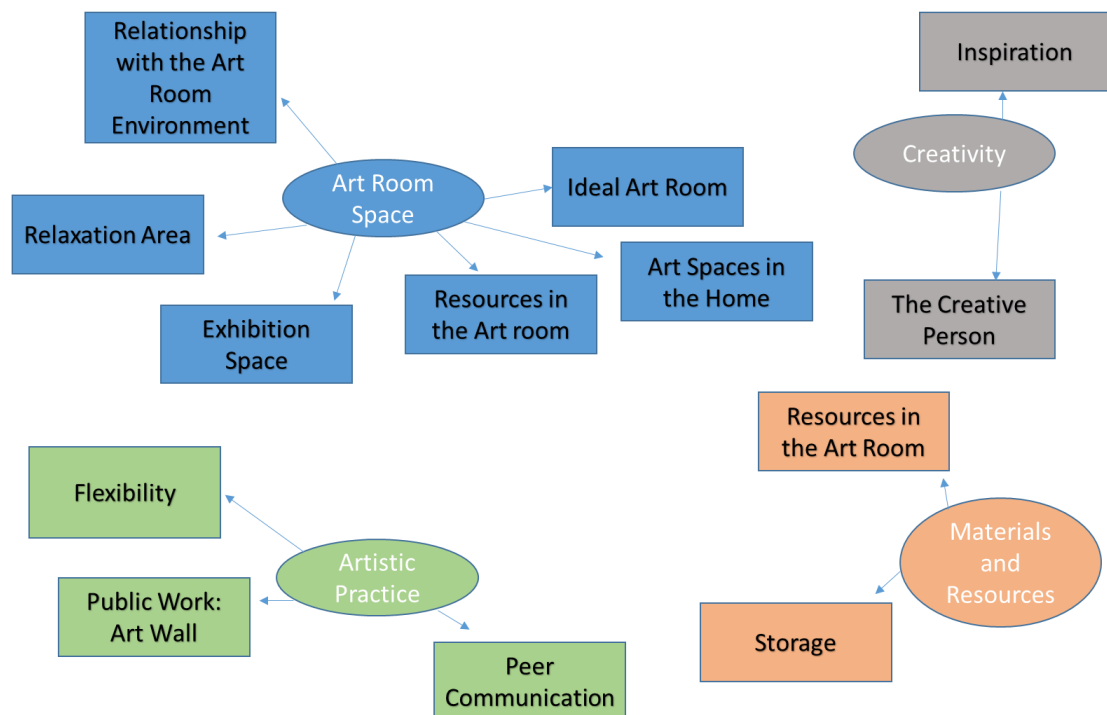 Relationship
with the Art
Room
Environment
Inspiration
Creativity
Art Room
Space
Ideal Art Room
Relaxation Area
Art Spaces in
the Home
Resources in
the Art room
Exhibition
Space
The Creative
Person
Resources in
the Art Room
Flexibility
Materials
and
Resources
Artistic
Practice
Public Work:
Art Wall
Storage
Peer
Communication